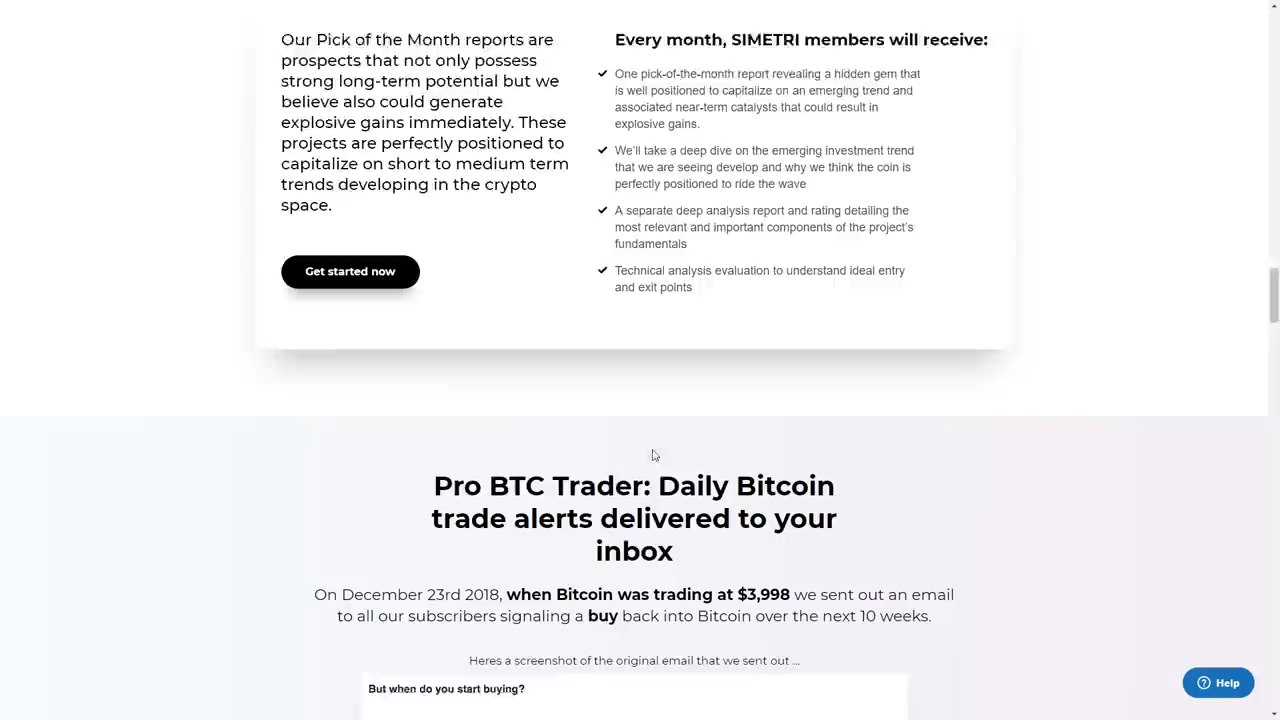 Our Pick of the Month reports are
prospects that not only possess
strong long-term potential but we
believe also could generate
explosive gains immediately. These
projects are perfectly positioned to
capitalize on short to medium term
trends developing in the crypto
space.
Get started now
Every month, SIMETRI members will receive:
One pick-of-the-month report revealing a hidden gem that
is well positioned to capitalize on an emerging trend and
associated near-term catalysts that could result in
explosive gains.
We'll take a deep dive on the emerging investment trend
that we are seeing develop and why we think the coin is
perfectly positioned to ride the wave
A separate deep analysis report and rating detailing the
most relevant and important components of the project's
fundamentals
Technical analysis evaluation to understand ideal entry
and exit points
Pro BTC Trader: Daily Bitcoin
trade alerts delivered to your
inbox
On December 23rd 2018, when Bitcoin was trading at $3,998 we sent out an email
to all our subscribers signaling a buy back into Bitcoin over the next 10 weeks.
Heres a screenshot of the original email that we sent out ...
But when do you start buying?
Help